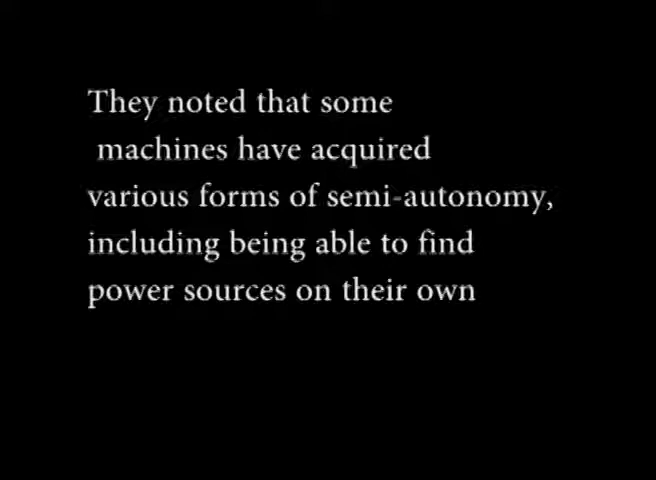 They noted that some
machines have acquired
various forms of semi-autonomy,
including being able to find
power sources on their own